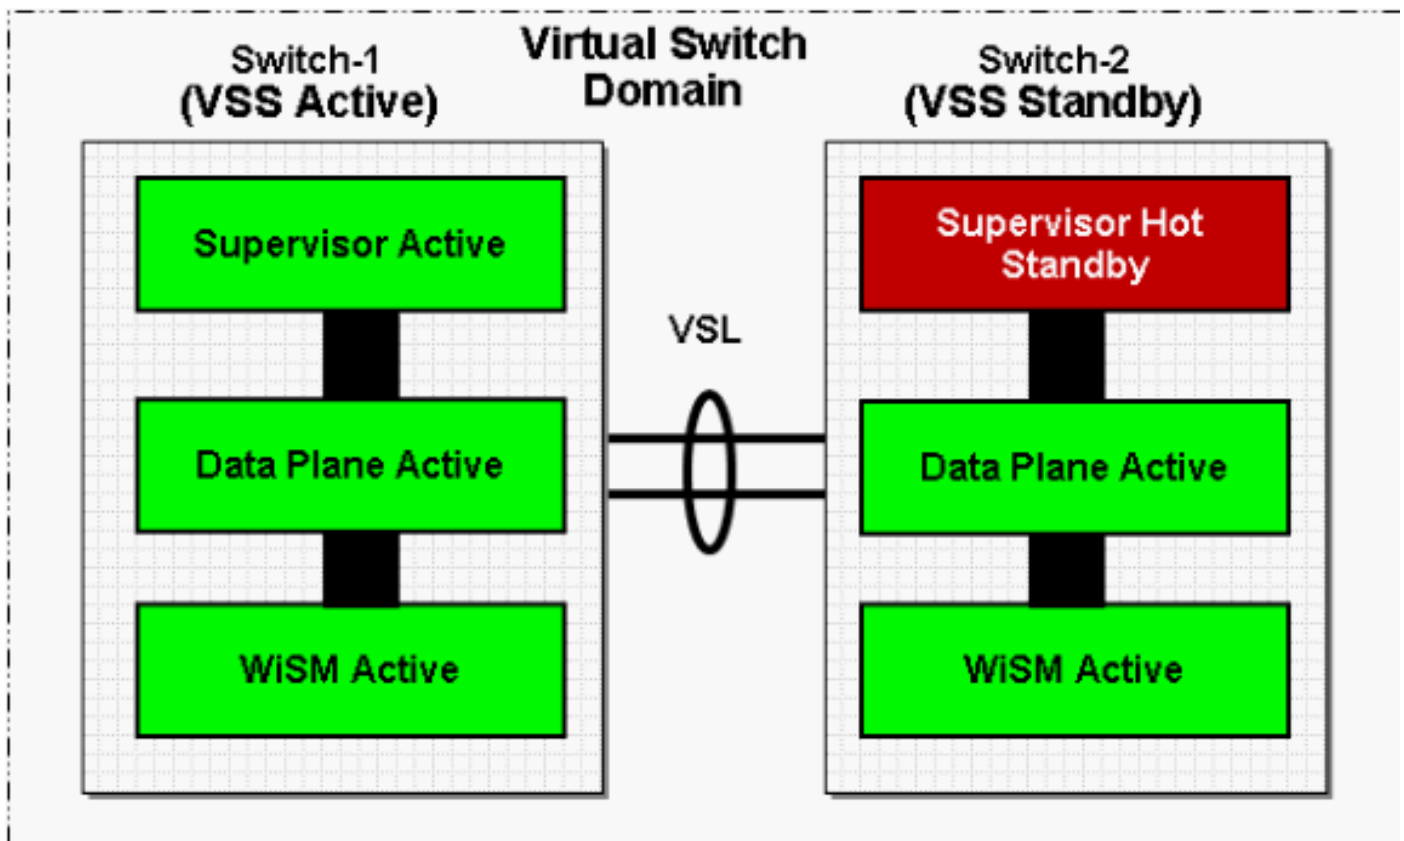 Switch-1
(VSS Active)
Virtual Switch
Domain
Switch-2
(VSS Standby)
Supervisor Active
Data Plane Active
WiSM Active
VSL
Supervisor Hot
Standby
Data Plane Active
WiSM Active